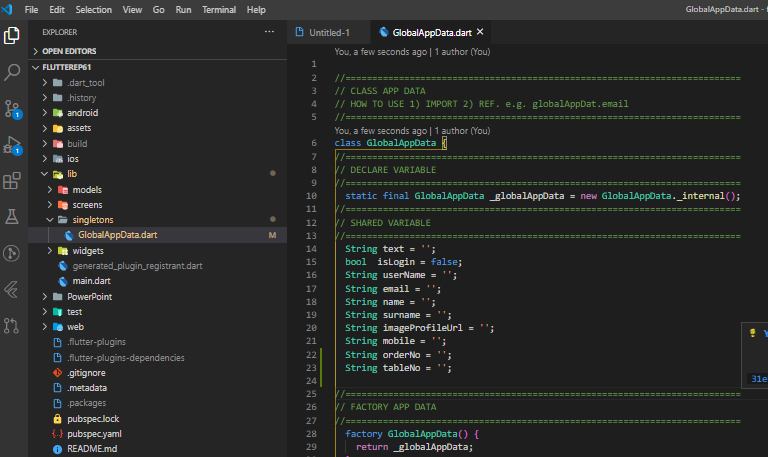 File Edit Selection View Go Run Terminal Help GlobalAppData.dart -
EXPLORER ...
Untitled-1 GlobalAppData.dart ×
OPEN EDITORS
FLUTTEREP61
.dart_tool
.history
android
assets
build
ios
lib
models
screens
singletons
GlobalAppData.dart M
widgets
generated_plugin_registrant.dart
main.dart
PowerPoint
test
web
.flutter-plugins
.flutter-plugins-dependencies
.gitignore
.metadata
.packages
pubspec.lock
pubspec.yaml
README.md
1
1
You, a few seconds ago | 1 author (You)
1
2 //==========================================================================
3 // CLASS APP DATA
4 // HOW TO USE 1) IMPORT 2) REF. e.g. globalAppDat.email
5 //==========================================================================
You, a few seconds ago | 1 author (You)
6 class GlobalAppData {
7 //==========================================================================
8 // DECLARE VARIABLE
9 //==========================================================================
10 static final GlobalAppData _globalAppData = new GlobalAppData._internal();
11 //==========================================================================
12 // SHARED VARIABLE
13 //==========================================================================
14 String text = '';
15 bool isLogin = false;
16 String userName = '';
17 String email = '';
18 String name = '';
19 String surname = '';
20 String imageProfileUrl = '';
21 String mobile = '';
22 String orderNo = '';
23 String tableNo = '';
24
25 //==========================================================================
26 // FACTORY APP DATA
27 //==========================================================================
28 factory GlobalAppData() {
29 return _globalAppData;
31e